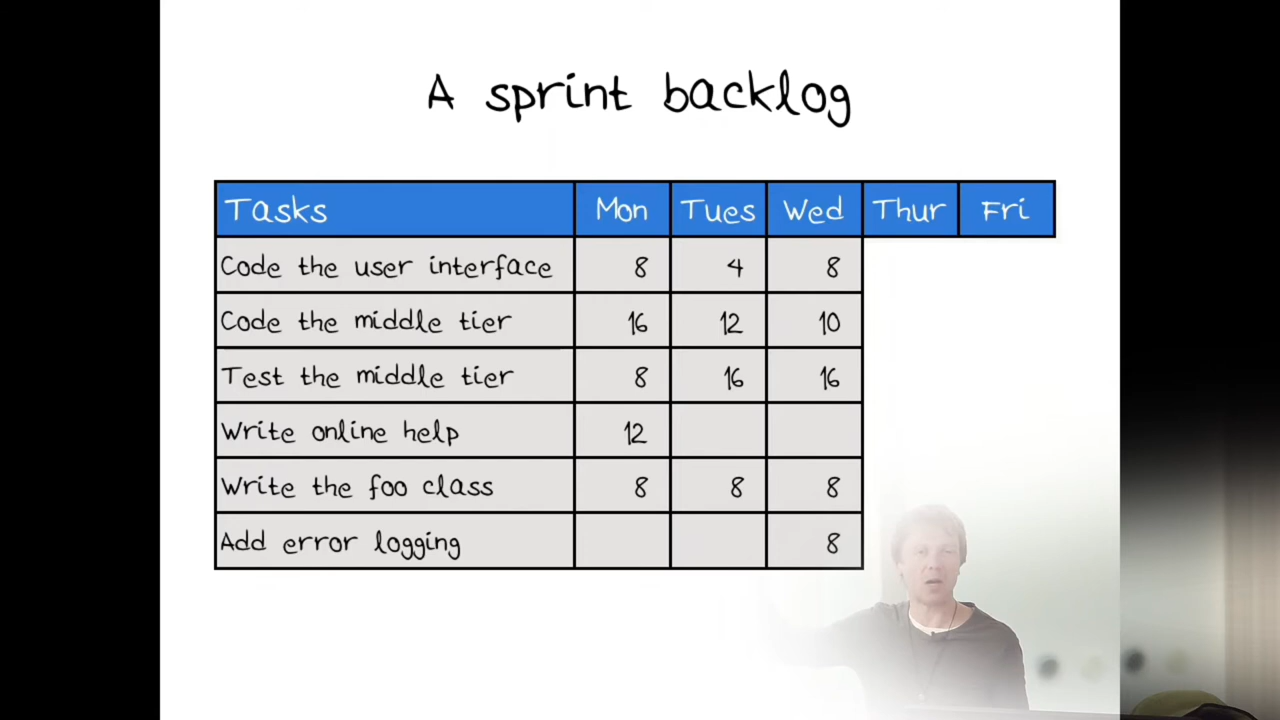 A sprint backlog
Tasks Mon Tues Wed Thur Fri
Code the user interface 8 4 8
Code the middle tier 16 12 10
Test the middle tier 8 16 16
Write online help 12
Write the foo class 8 8 8
Add error logging 8